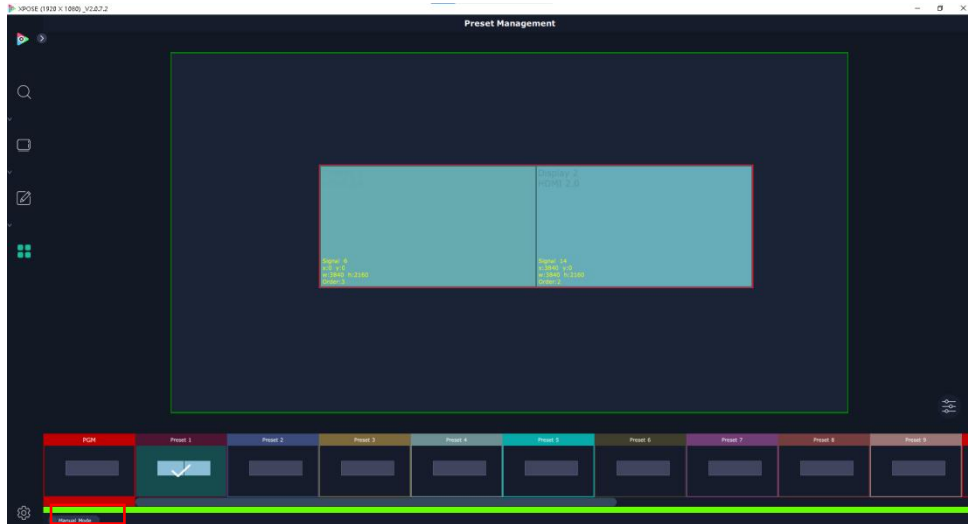 XPOSE (1920 X 1080)_V2.0.7.2
Preset Management
Display 2
HDMI 2.0
Signal 6
x:0 y:0
w:3840 h:2160
Order:2
Signal 14
x:3840 y:0
w:3840 h:2160
Order:2
PGM
Preset 1
Preset 2
Preset 3
Preset 4
Preset 5
Preset 6
Preset 7
Preset 8
Preset 9
Manual Mode